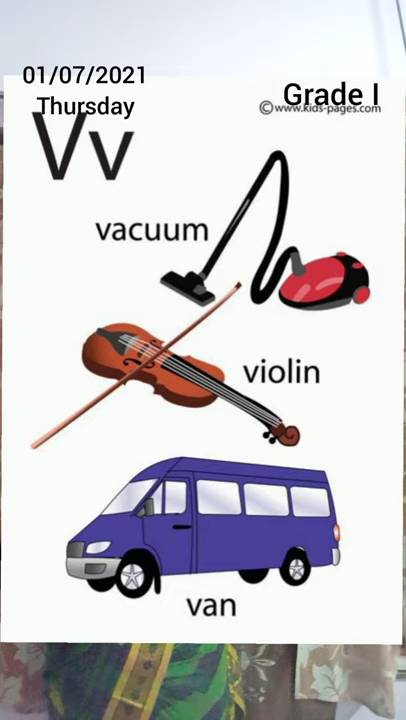 01/07/2021
Thursday
Grade I
©www.kids-pages.com
Vv
vacuum
violin
van